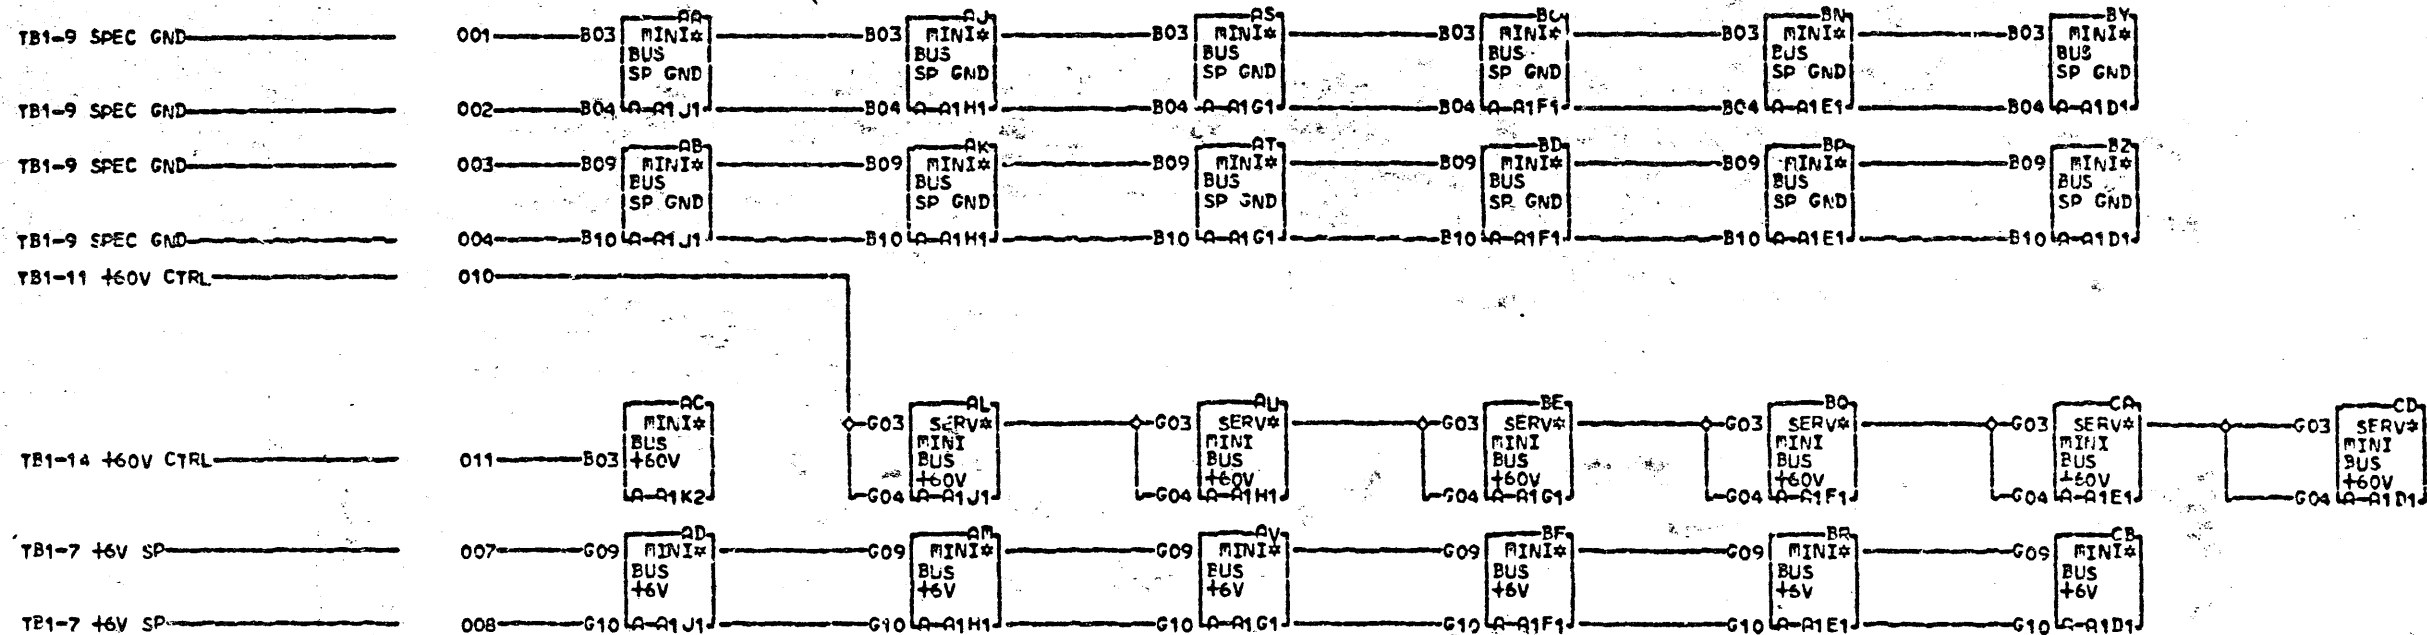 AA AJ AS BC BN BY
TB1-9 SPEC GND 001 B03 MINI* B03 MINI* B03 MINI* B03 MINI* B03 MINI* B03 MINI*
BUS BUS BUS BUS BUS BUS
SP GND SP GND SP GND SP GND SP GND SP GND
TB1-9 SPEC GND 002 B04 A-A1J1 B04 A-A1H1 B04 A-A1G1 B04 A-A1F1 B04 A-A1E1 B04 A-A1D1
AB AK AT BD BP BZ
TB1-9 SPEC GND 003 B09 MINI* B09 MINI* B09 MINI* B09 MINI* B09 MINI* B09 MINI*
BUS BUS BUS BUS BUS BUS
SP GND SP GND SP GND SP GND SP GND SP GND
TB1-9 SPEC GND 004 B10 A-A1J1 B10 A-A1H1 B10 A-A1G1 B10 A-A1F1 B10 A-A1E1 B10 A-A1D1
TB1-11 +60V CTRL 010
AC AL AU BE BQ CA CD
MINI* G03 SERV* G03 SERV* G03 SERV* G03 SERV* G03 SERV* G03 SERV*
BUS MINI MINI MINI MINI MINI MINI
TB1-14 +60V CTRL 011 B03 +60V BUS BUS BUS BUS BUS BUS
+60V +60V +60V +60V +60V +60V
A-A1K2 G04 A-A1J1 G04 A-A1H1 G04 A-A1G1 G04 A-A1F1 G04 A-A1E1 G04 A-A1D1
AD AM AV BF BR CB
TB1-7 +6V SP 007 G09 MINI* G09 MINI* G09 MINI* G09 MINI* G09 MINI* G09 MINI*
BUS BUS BUS BUS BUS BUS
+6V +6V +6V +6V +6V +6V
TB1-7 +6V SP 008 G10 A-A1J1 G10 A-A1H1 G10 A-A1G1 G10 A-A1F1 G10 A-A1E1 G10 A-A1D1